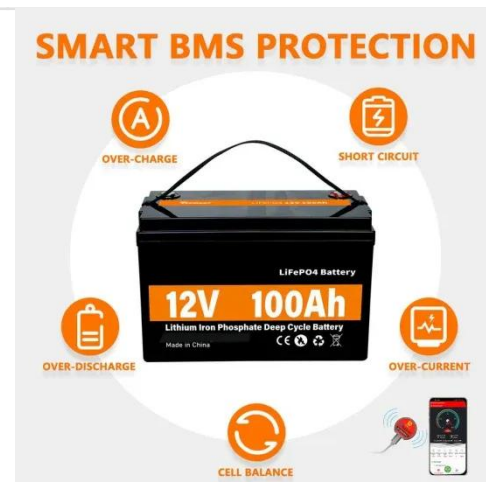 SMART BMS PROTECTION
OVER-CHARGE
SHORT CIRCUIT
LiFePO4 Battery
12V 100Ah
Lithium Iron Phosphate Deep Cycle Battery
Made in China
CE
OVER-DISCHARGE
OVER-CURRENT
CELL BALANCE